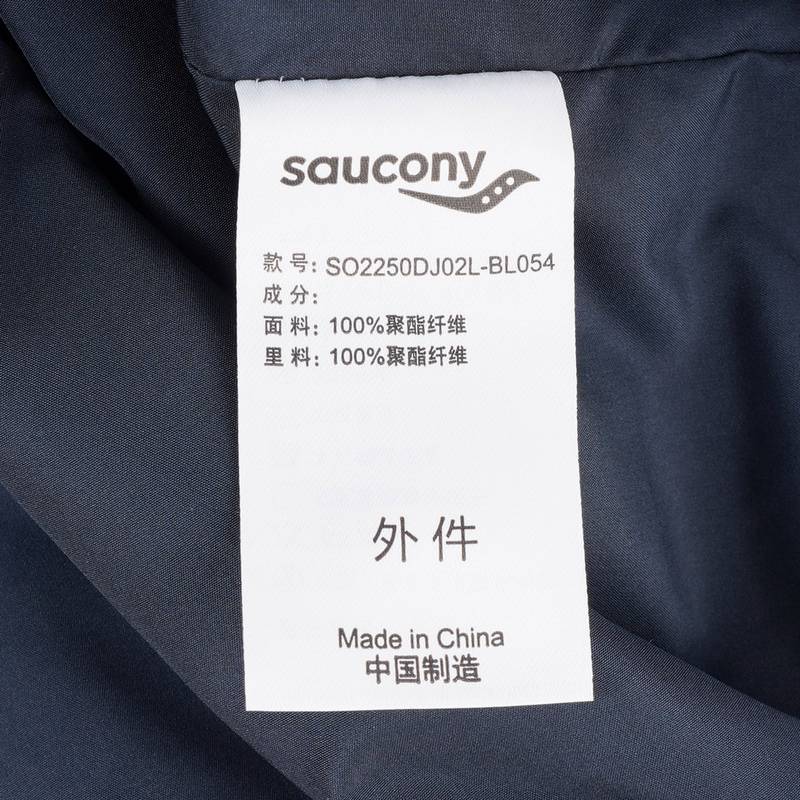 saucony
款号: SO2250DJ02L-BL054
成分:
面料: 100%聚酯纤维
里料: 100%聚酯纤维
外件
Made in China
中国制造